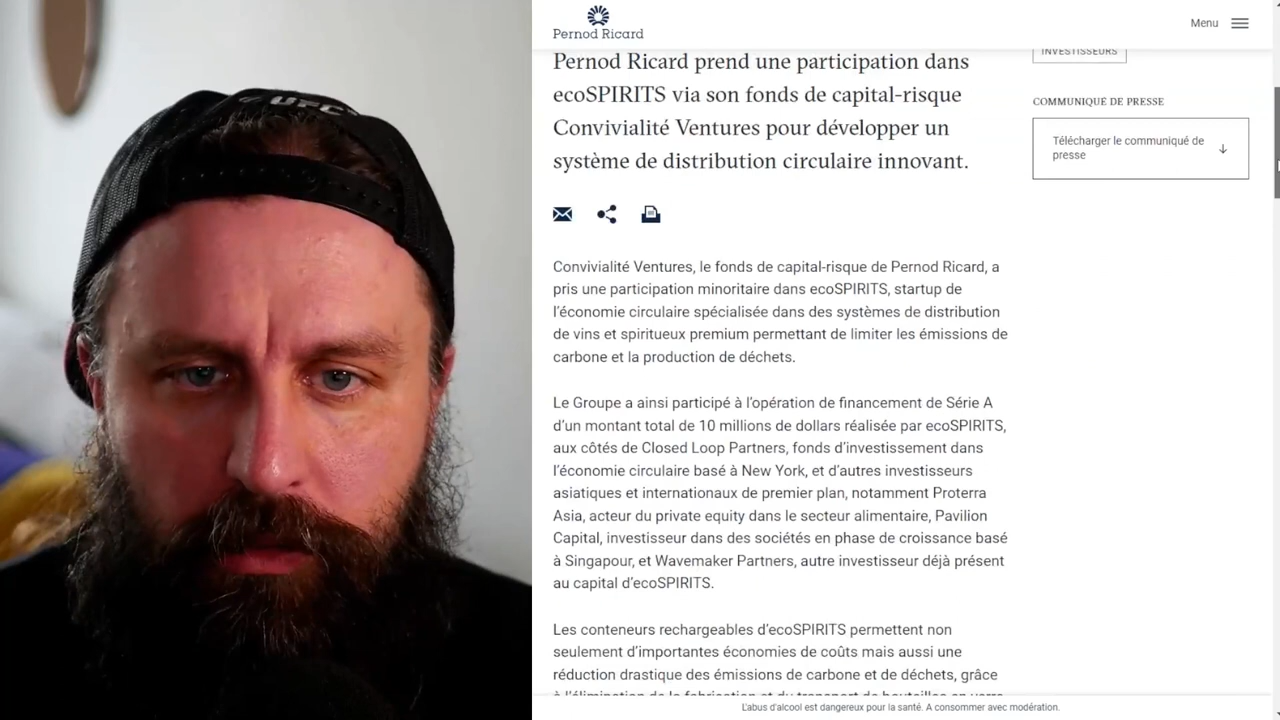 UFC
Pernod Ricard
Menu
Pernod Ricard prend une participation dans
ecoSPIRITS via son fonds de capital-risque
Convivialité Ventures pour développer un
système de distribution circulaire innovant.
INVESTISSEURS
COMMUNIQUÉ DE PRESSE
Télécharger le communiqué de
presse
Convivialité Ventures, le fonds de capital-risque de Pernod Ricard, a
pris une participation minoritaire dans ecoSPIRITS, startup de
l’économie circulaire spécialisée dans des systèmes de distribution
de vins et spiritueux premium permettant de limiter les émissions de
carbone et la production de déchets.
Le Groupe a ainsi participé à l’opération de financement de Série A
d’un montant total de 10 millions de dollars réalisée par ecoSPIRITS,
aux côtés de Closed Loop Partners, fonds d’investissement dans
l’économie circulaire basé à New York, et d’autres investisseurs
asiatiques et internationaux de premier plan, notamment Proterra
Asia, acteur du private equity dans le secteur alimentaire, Pavilion
Capital, investisseur dans des sociétés en phase de croissance basé
à Singapour, et Wavemaker Partners, autre investisseur déjà présent
au capital d’ecoSPIRITS.
Les conteneurs rechargeables d’ecoSPIRITS permettent non
seulement d’importantes économies de coûts mais aussi une
réduction drastique des émissions de carbone et de déchets, grâce
à l’élimination de la fabrication et du transport de bouteilles en verre
L'abus d'alcool est dangereux pour la santé. A consommer avec modération.